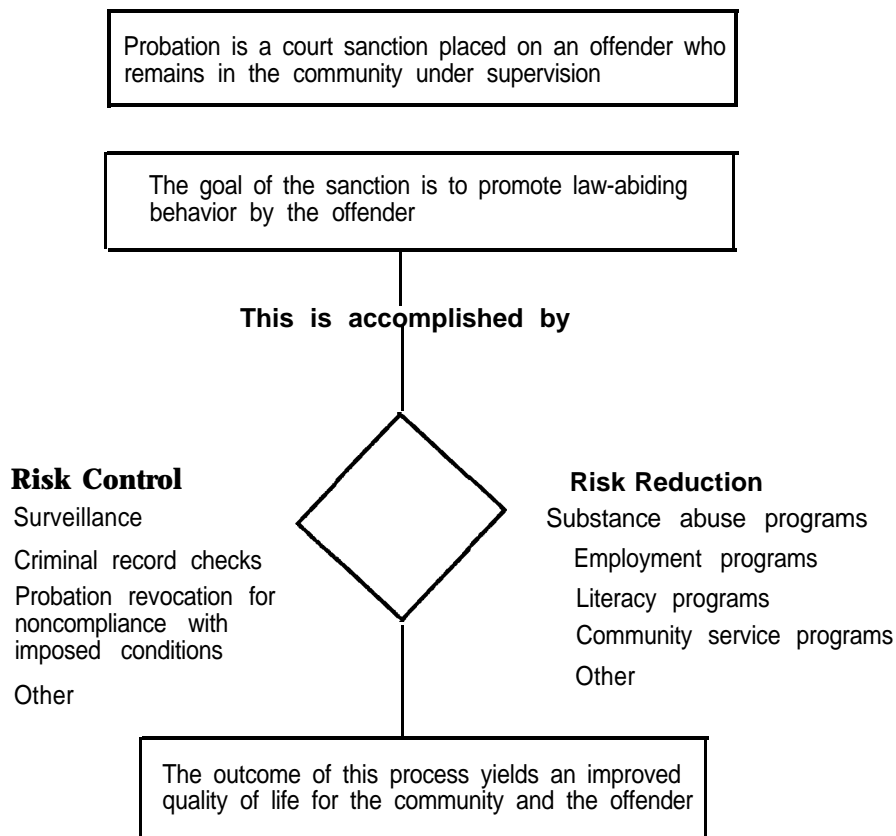 Probation is a court sanction placed on an offender who
remains in the community under supervision
The goal of the sanction is to promote law-abiding
behavior by the offender
This is accomplished by
Risk Control
Surveillance
Criminal record checks
Probation revocation for
noncompliance with
imposed conditions
Other
Risk Reduction
Substance abuse programs
Employment programs
Literacy programs
Community service programs
Other
The outcome of this process yields an improved
quality of life for the community and the offender